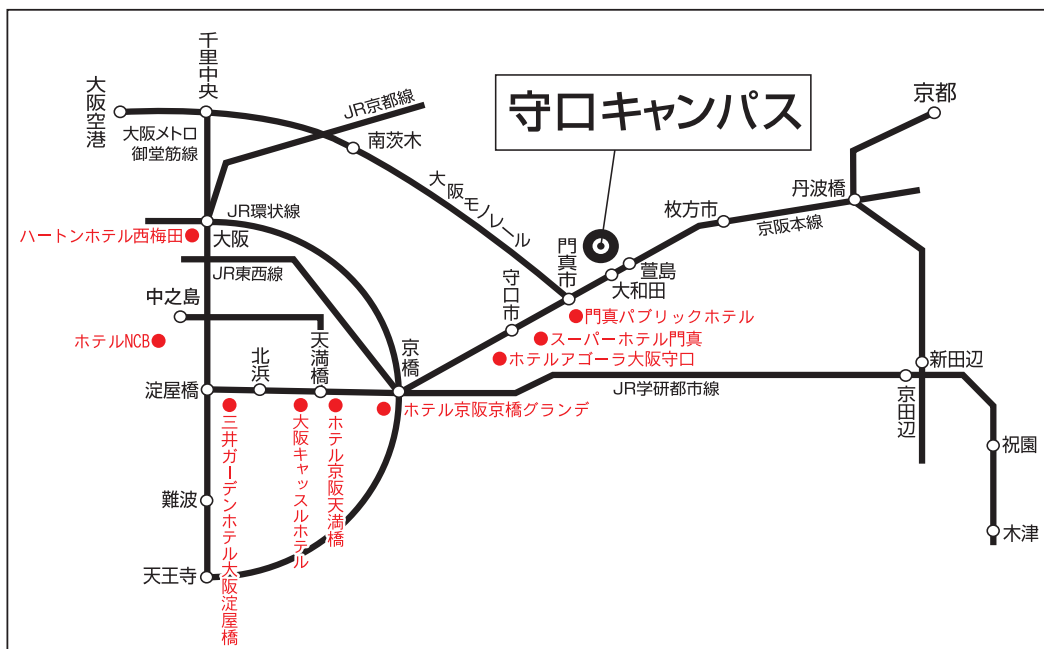 千里中央
大阪空港
大阪メトロ
御堂筋線
JR京都線
南茨木
大阪モノレール
守口キャンパス
京都
丹波橋
枚方市
京阪本線
JR環状線
ハートンホテル西梅田
大阪
JR東西線
門真市
萱島
大和田
守口市
中之島
門真パブリックホテル
スーパーホテル門真
ホテルアゴーラ大阪守口
ホテルNCB
天満橋
北浜
京橋
淀屋橋
新田辺
JR学研都市線
京田辺
ホテル京阪京橋グランデ
三井ガーデンホテル大阪淀屋橋
大阪キャッスルホテル
ホテル京阪天満橋
祝園
難波
木津
天王寺